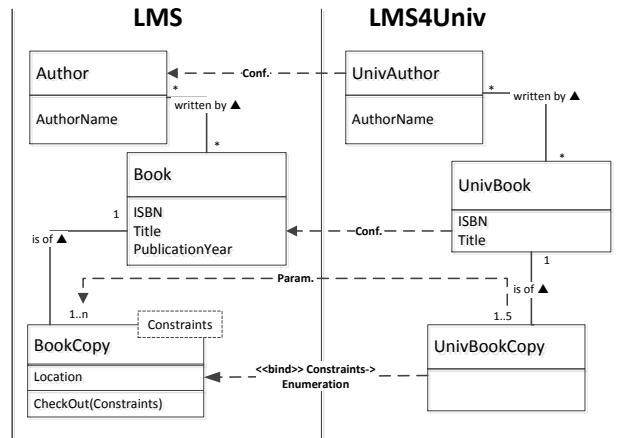 LMS
LMS4Univ
Author
AuthorName
Conf.
UnivAuthor
AuthorName
*
written by ▲
*
*
written by ▲
*
Book
ISBN
Title
PublicationYear
UnivBook
ISBN
Title
Conf.
1
is of ▲
1..n
Param.
1
is of ▲
1..5
Constraints
BookCopy
Location
CheckOut(Constraints)
<<bind>> Constraints->
Enumeration
UnivBookCopy